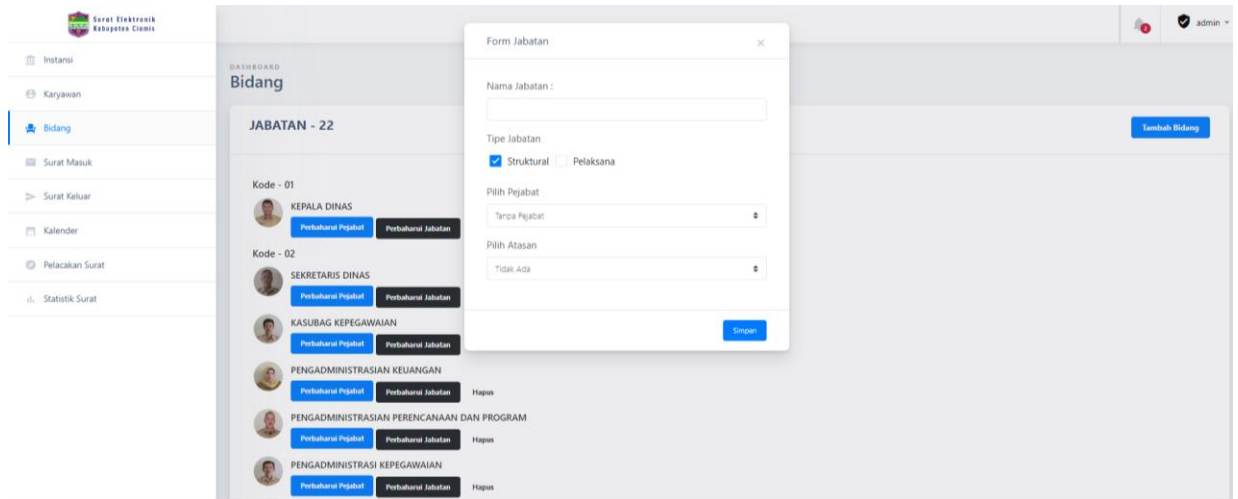 Surat Elektronik
Kabupaten Ciamis
admin
Instansi
Karyawan
Bidang
Surat Masuk
Surat Keluar
Kalender
Pelacakan Surat
Statistik Surat
DASHBOARD
Bidang
JABATAN - 22
Tambah Bidang
Kode - 01
KEPALA DINAS
Perbaharui Pejabat Perbaharui Jabatan
Kode - 02
SEKRETARIS DINAS
Perbaharui Pejabat Perbaharui Jabatan
KASUBAG KEPEGAWAIAN
Perbaharui Pejabat Perbaharui Jabatan
PENGADMINISTRASIAN KEUANGAN
Perbaharui Pejabat Perbaharui Jabatan Hapus
PENGADMINISTRASIAN PERENCANAAN DAN PROGRAM
Perbaharui Pejabat Perbaharui Jabatan Hapus
PENGADMINISTRASI KEPEGAWAIAN
Perbaharui Pejabat Perbaharui Jabatan Hapus
Form Jabatan
Nama Jabatan :
Tipe Jabatan
Struktural Pelaksana
Pilih Pejabat
Tanpa Pejabat
Pilih Atasan
Tidak Ada
Simpan